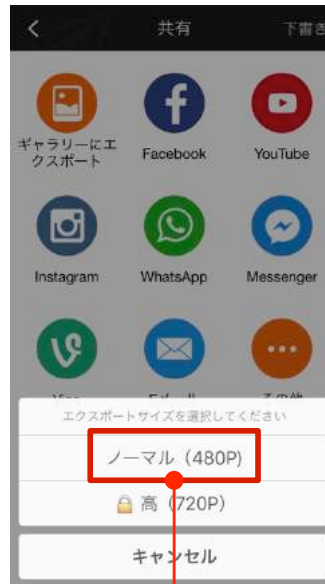 共有 下書き
ギャラリーにエ
クスポート
Facebook
YouTube
Instagram
WhatsApp
Messenger
エクスポートサイズを選択してください
ノーマル（480P）
高（720P）
キャンセル